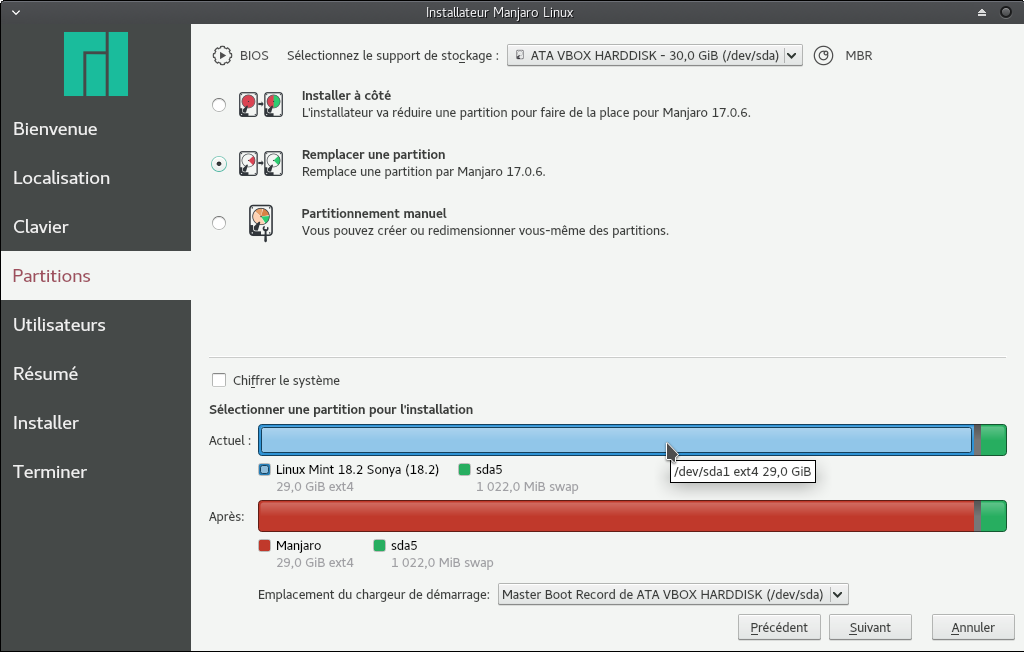 Installateur Manjaro Linux
Bienvenue
Localisation
Clavier
Partitions
Utilisateurs
Résumé
Installer
Terminer
BIOS Sélectionnez le support de stockage : ATA VBOX HARDDISK - 30,0 GiB (/dev/sda) MBR
Installer à côté
L'installateur va réduire une partition pour faire de la place pour Manjaro 17.0.6.
Remplacer une partition
Remplace une partition par Manjaro 17.0.6.
Partitionnement manuel
Vous pouvez créer ou redimensionner vous-même des partitions.
Chiffrer le système
Sélectionner une partition pour l'installation
Actuel :
Linux Mint 18.2 Sonya (18.2) sda5
29,0 GiB ext4 1 022,0 MiB swap
/dev/sda1 ext4 29,0 GiB
Après:
Manjaro sda5
29,0 GiB ext4 1 022,0 MiB swap
Emplacement du chargeur de démarrage: Master Boot Record de ATA VBOX HARDDISK (/dev/sda)
Précédent Suivant Annuler